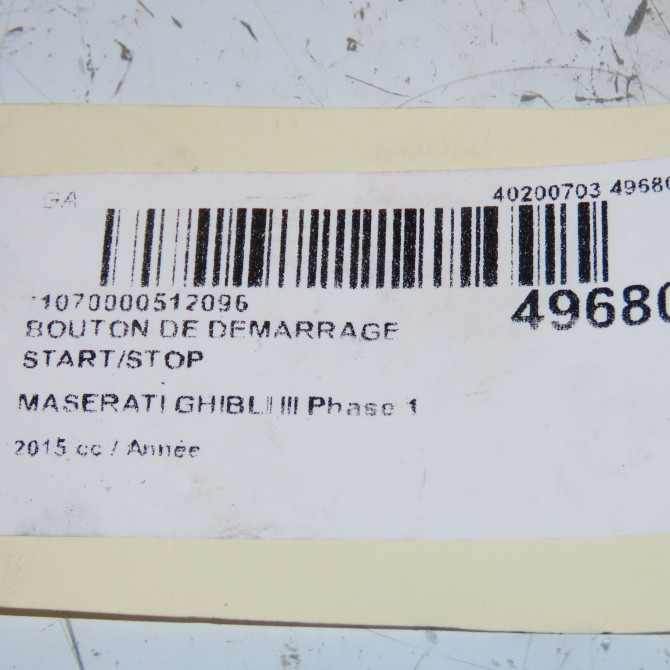 GA
40200703 49680
1070000512096
49680
BOUTON DE DEMARRAGE
START/STOP
MASERATI GHIBLI III Phase 1
2015 cc / Année